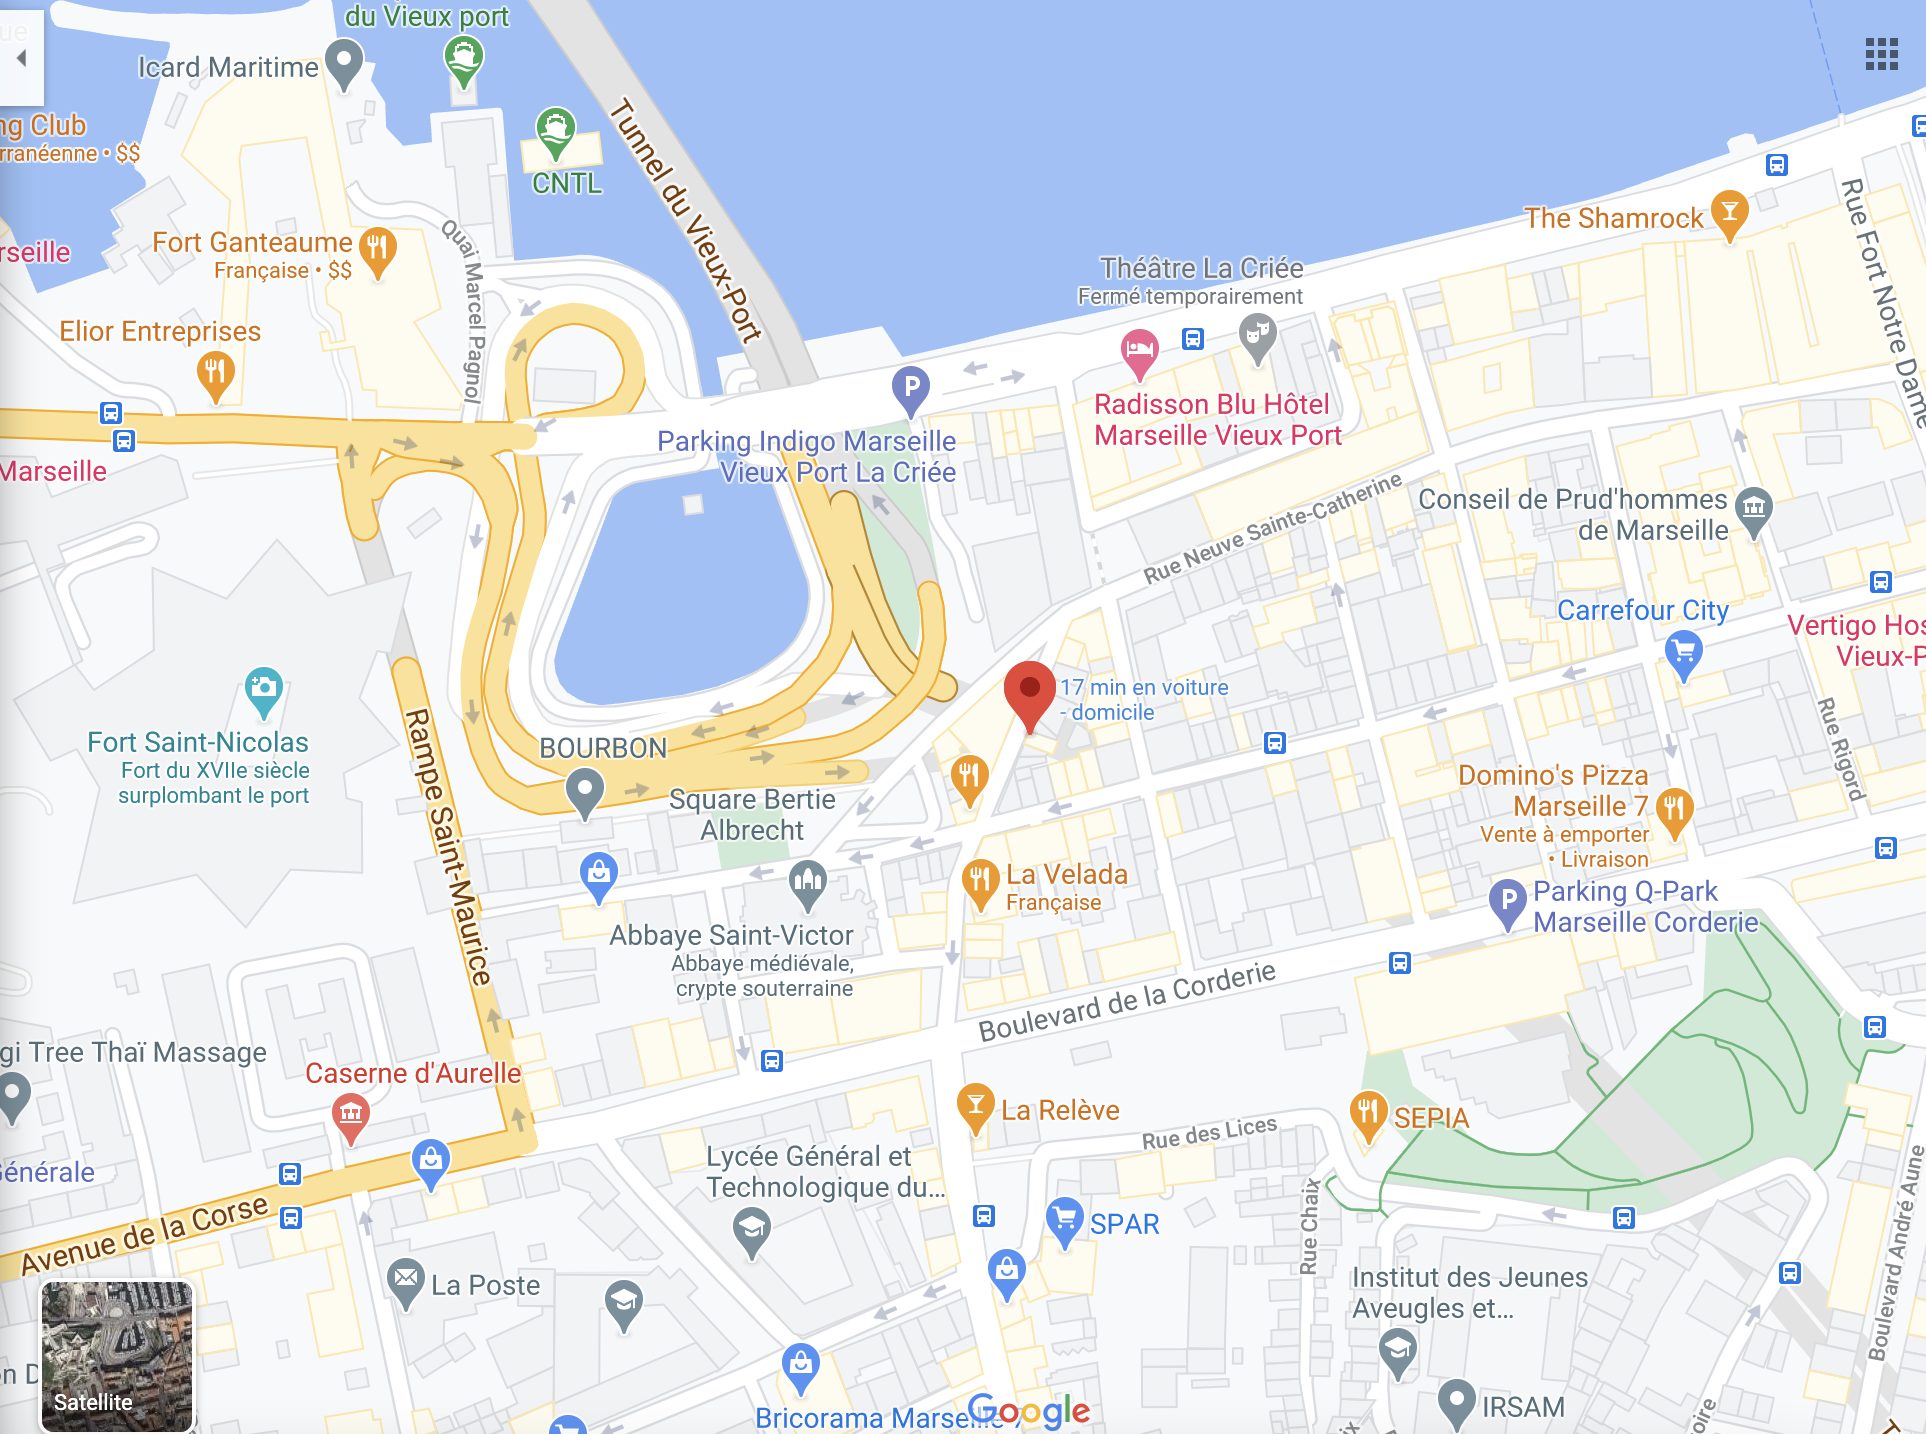 du Vieux port
Icard Maritime
ng Club
rranéenne • $$
CNTL
Tunnel du Vieux-Port
Quai Marcel Pagnol
Fort Ganteaume
Française • $$
rseille
Elior Entreprises
Marseille
The Shamrock
Rue Fort Notre Dame
Théâtre La Criée
Fermé temporairement
Radisson Blu Hôtel
Marseille Vieux Port
Parking Indigo Marseille
Vieux Port La Criée
Rue Neuve Sainte-Catherine
Conseil de Prud'hommes
de Marseille
Carrefour City
Vertigo Hos
Vieux-P
Rue Rigord
17 min en voiture
- domicile
Fort Saint-Nicolas
Fort du XVIIe siècle
surplombant le port
Rampe Saint-Maurice
BOURBON
Square Bertie
Albrecht
Domino's Pizza
Marseille 7
Vente à emporter
• Livraison
La Velada
Française
Parking Q-Park
Marseille Corderie
Abbaye Saint-Victor
Abbaye médiévale,
crypte souterraine
Boulevard de la Corderie
gi Tree Thaï Massage
Caserne d'Aurelle
La Relève
SEPIA
Rue des Lices
Lycée Général et
Technologique du...
Générale
Avenue de la Corse
SPAR
Rue Chaix
Boulevard André Aune
La Poste
Institut des Jeunes
Aveugles et...
on D
Satellite
IRSAM
oire
Bricorama Marseille 7
Google